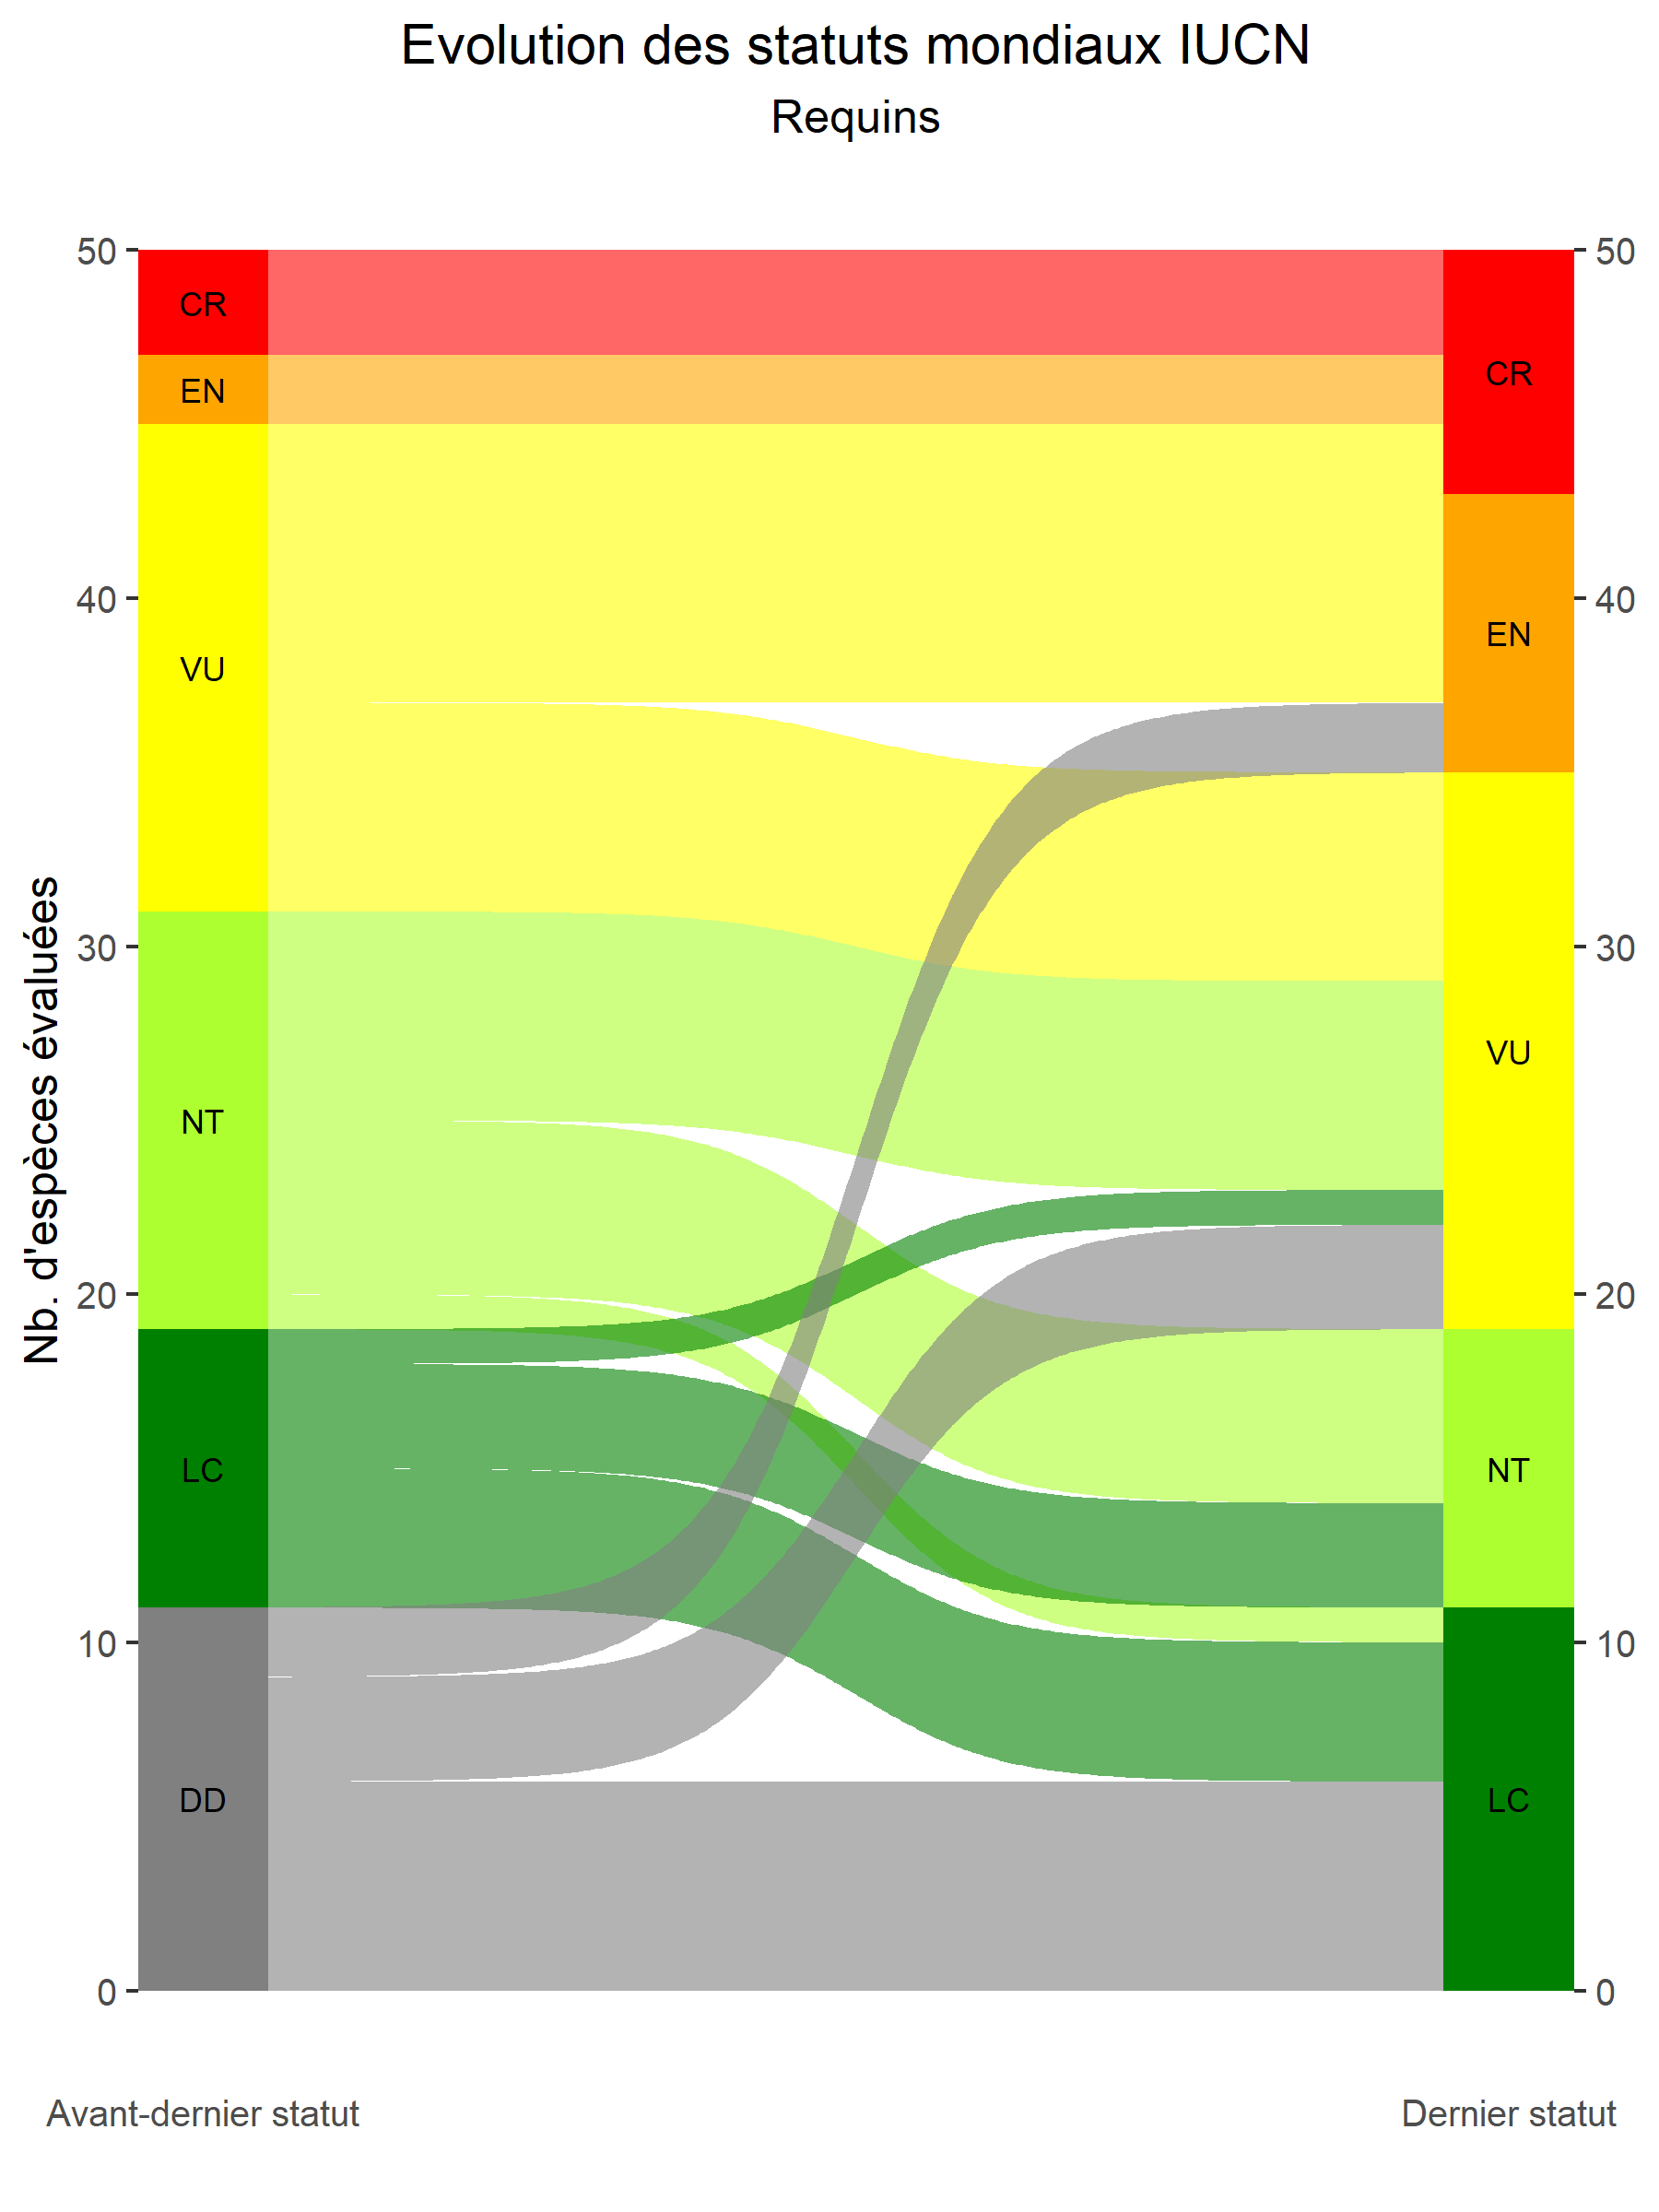 Evolution des statuts mondiaux IUCN
Requins
Nb. d'espèces évaluées
50
40
30
20
10
0
CR
EN
VU
NT
LC
DD
CR
EN
VU
NT
LC
50
40
30
20
10
0
Avant-dernier statut
Dernier statut